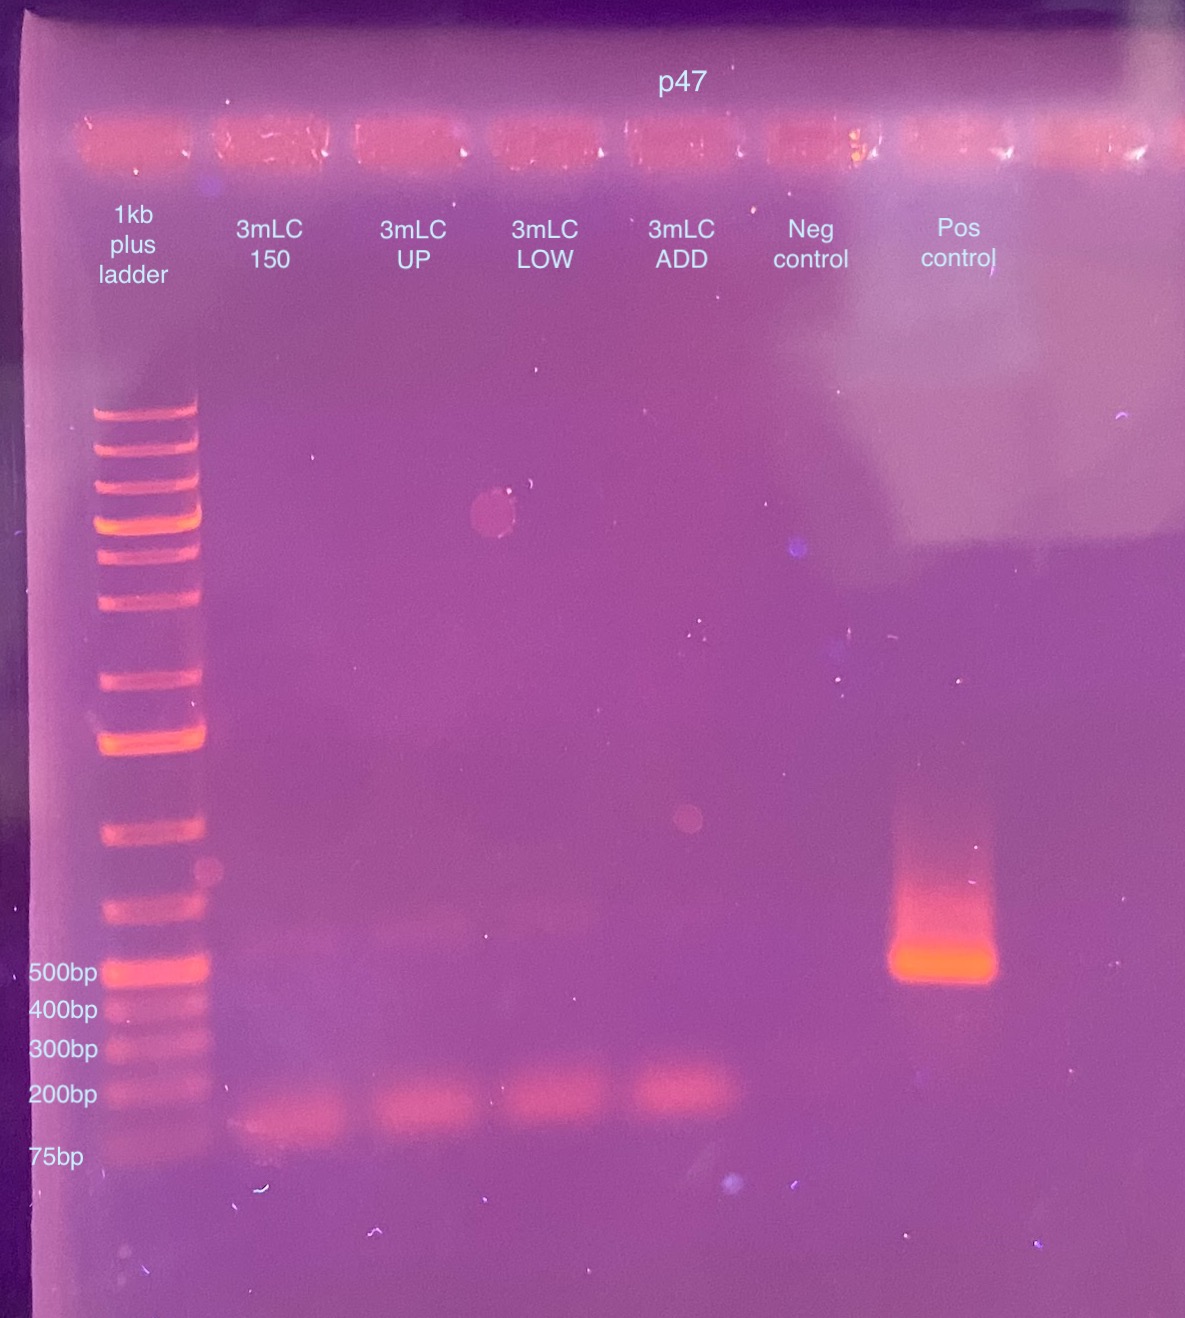 p47
1kb
plus
ladder
3mLC
150
3mLC
UP
3mLC
LOW
3mLC
ADD
Neg
control
Pos
control
500bp
400bp
300bp
200bp
75bp